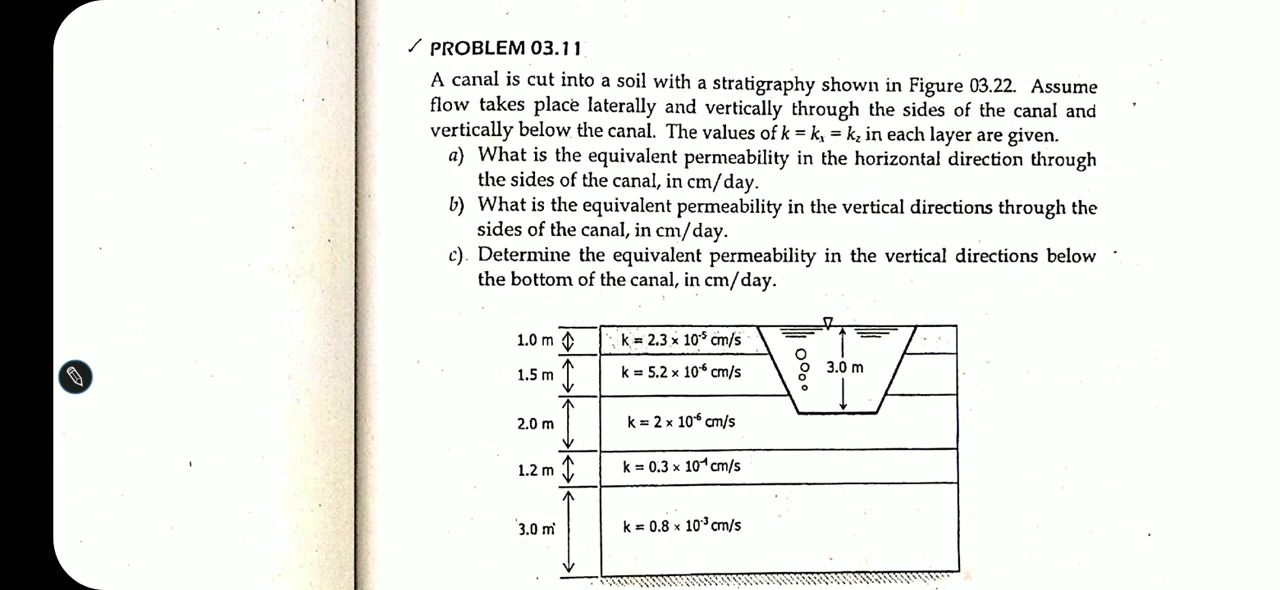 PROBLEM 03.11
A canal is cut into a soil with a stratigraphy shown in Figure 03.22. Assume
flow takes place laterally and vertically through the sides of the canal and
vertically below the canal. The values of k = kₓ = k_z in each layer are given.
a) What is the equivalent permeability in the horizontal direction through
the sides of the canal, in cm/day.
b) What is the equivalent permeability in the vertical directions through the
sides of the canal, in cm/day.
c). Determine the equivalent permeability in the vertical directions below
the bottom of the canal, in cm/day.
1.0 m k = 2.3 × 10⁻⁵ cm/s
1.5 m k = 5.2 × 10⁻⁶ cm/s 3.0 m
2.0 m k = 2 × 10⁻⁶ cm/s
1.2 m k = 0.3 × 10⁻⁴ cm/s
3.0 m k = 0.8 × 10⁻³ cm/s